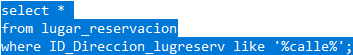 select *
from lugar_reservacion
where ID_Direccion_lugreserv like '%calle%';